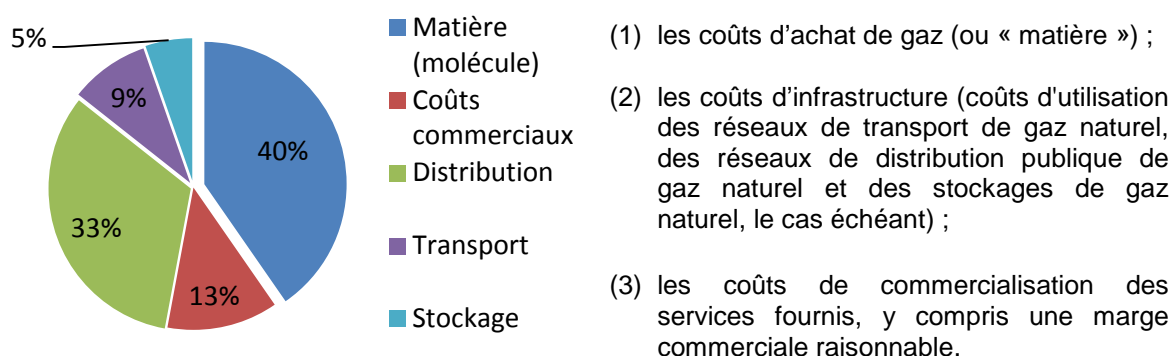 5%
9%
40%
33%
13%
Matière
(molécule)
Coûts
commerciaux
Distribution
Transport
Stockage
(1) les coûts d'achat de gaz (ou « matière ») ;
(2) les coûts d'infrastructure (coûts d'utilisation
des réseaux de transport de gaz naturel,
des réseaux de distribution publique de
gaz naturel et des stockages de gaz
naturel, le cas échéant) ;
(3) les coûts de commercialisation des
services fournis, y compris une marge
commerciale raisonnable.